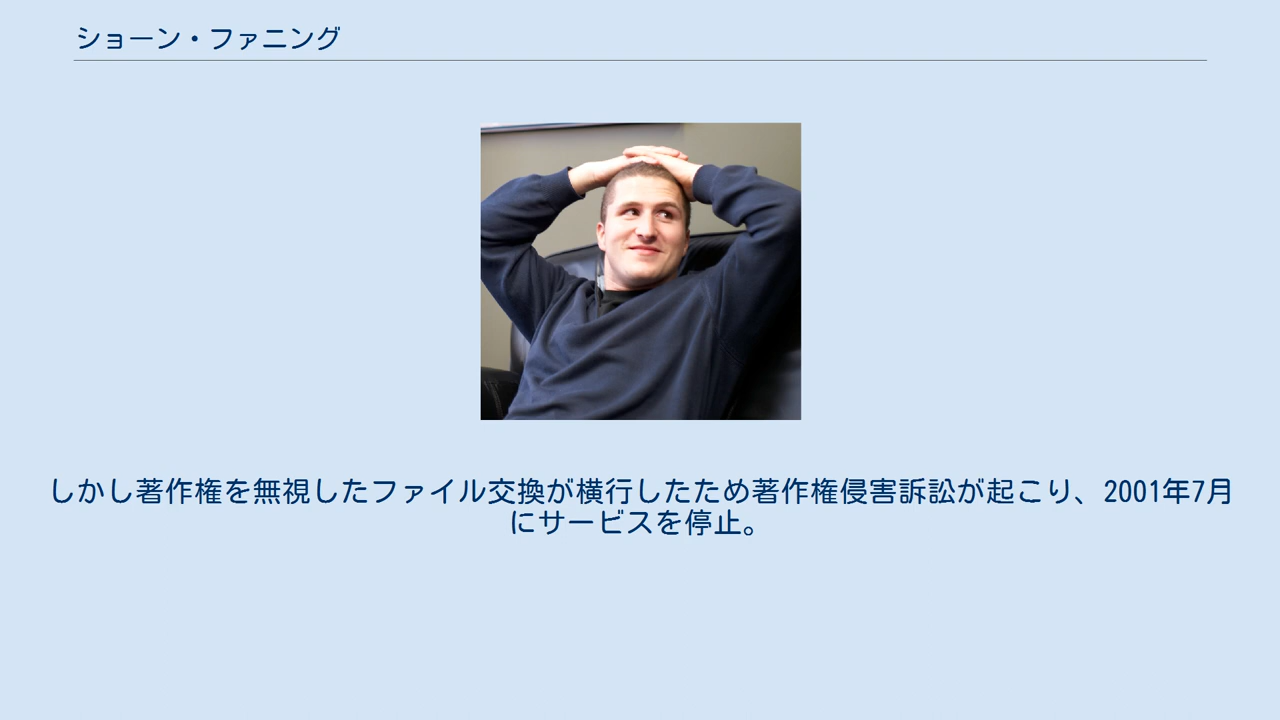 ショーン・ファニング
しかし著作権を無視したファイル交換が横行したため著作権侵害訴訟が起こり、2001年7月
にサービスを停止。